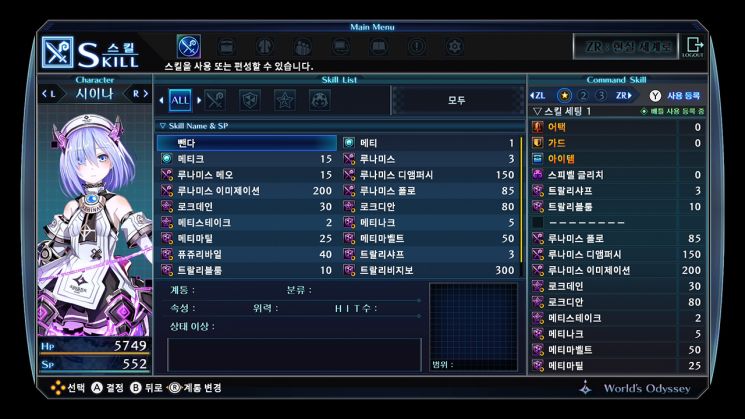 Main Menu
스킬
SKILL
ZR : 현실 세계로
LOGOUT
스킬을 사용 또는 편성할 수 있습니다.
Character
Skill List
Command Skill
L 시이나 R
ALL
모두
ZL 2 3 ZR Y 사용 등록
▽ Skill Name & SP
▽ 스킬 세팅 1
배틀 사용 등록 중
뺀다
메티 1
메티크 15
루나미스 3
루나미스 메오 15
루나미스 디앰퍼시 150
루나미스 이미제이션 200
루나미스 플로 85
로크데인 30
로크디안 80
메티스테이크 2
메티나크 5
메티마틸 25
메티마벨트 50
퓨쥬리바일 40
트랄리샤프 3
트랄리볼룸 10
트랄리비지보 300
어택 0
가드 0
아이템
스피벨 글리치 0
트랄리샤프 3
트랄리볼룸 10
--------
루나미스 플로 85
루나미스 디앰퍼시 150
루나미스 이미제이션 200
로크데인 30
로크디안 80
메티스테이크 2
메티나크 5
메티마벨트 50
메티마틸 25
계통 : 분류 :
속성 : 위력 : HIT수 :
상태 이상 :
범위 :
HP 5749
SP 552
선택 A 결정 B 뒤로 R 계통 변경
World's Odyssey